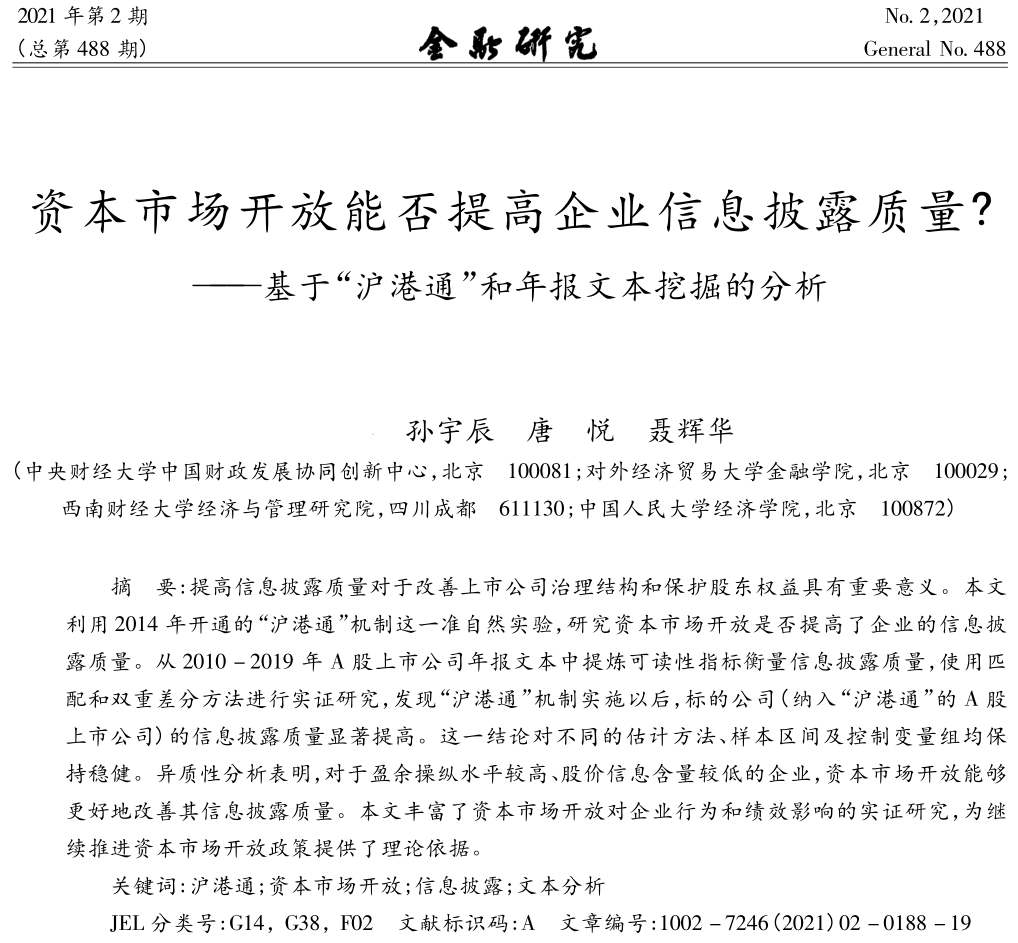 2021 年第 2 期
(总第 488 期)
金融研究
No. 2,2021
General No. 488
资本市场开放能否提高企业信息披露质量?
——基于“沪港通”和年报文本挖掘的分析
孙宇辰 唐 悦 聂辉华
(中央财经大学中国财政发展协同创新中心,北京 100081;对外经济贸易大学金融学院,北京 100029;
西南财经大学经济与管理研究院,四川成都 611130;中国人民大学经济学院,北京 100872)
摘 要:提高信息披露质量对于改善上市公司治理结构和保护股东权益具有重要意义。本文
利用 2014 年开通的“沪港通”机制这一准自然实验,研究资本市场开放是否提高了企业的信息披
露质量。从 2010 - 2019 年 A 股上市公司年报文本中提炼可读性指标衡量信息披露质量,使用匹
配和双重差分方法进行实证研究,发现“沪港通”机制实施以后,标的公司(纳入“沪港通”的 A 股
上市公司)的信息披露质量显著提高。这一结论对不同的估计方法、样本区间及控制变量组均保
持稳健。异质性分析表明,对于盈余操纵水平较高、股价信息含量较低的企业,资本市场开放能够
更好地改善其信息披露质量。本文丰富了资本市场开放对企业行为和绩效影响的实证研究,为继
续推进资本市场开放政策提供了理论依据。
关键词:沪港通;资本市场开放;信息披露;文本分析
JEL 分类号:G14, G38, F02 文献标识码:A 文章编号:1002 - 7246(2021)02 - 0188 - 19